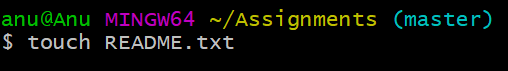 anu@Anu MINGW64 ~/Assignments (master)
$ touch README.txt